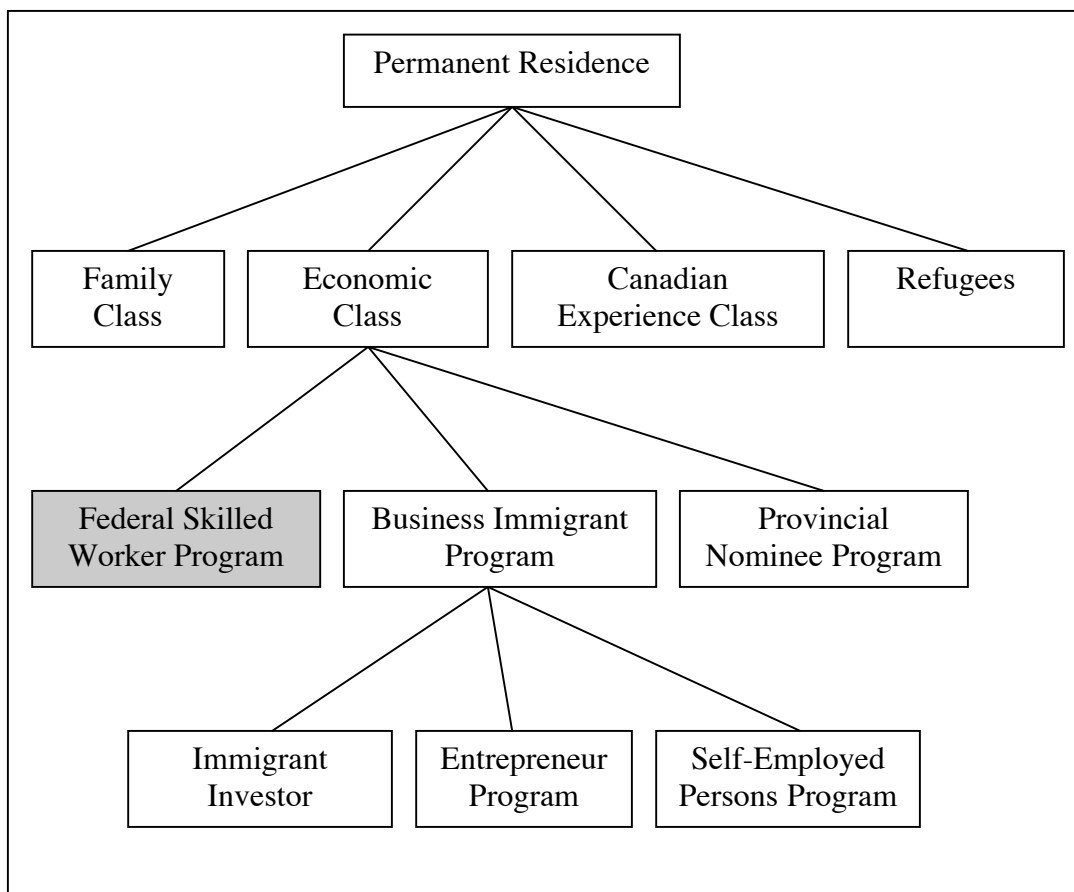 Permanent Residence
Family
Class
Economic
Class
Canadian
Experience Class
Refugees
Federal Skilled
Worker Program
Business Immigrant
Program
Provincial
Nominee Program
Immigrant
Investor
Entrepreneur
Program
Self-Employed
Persons Program